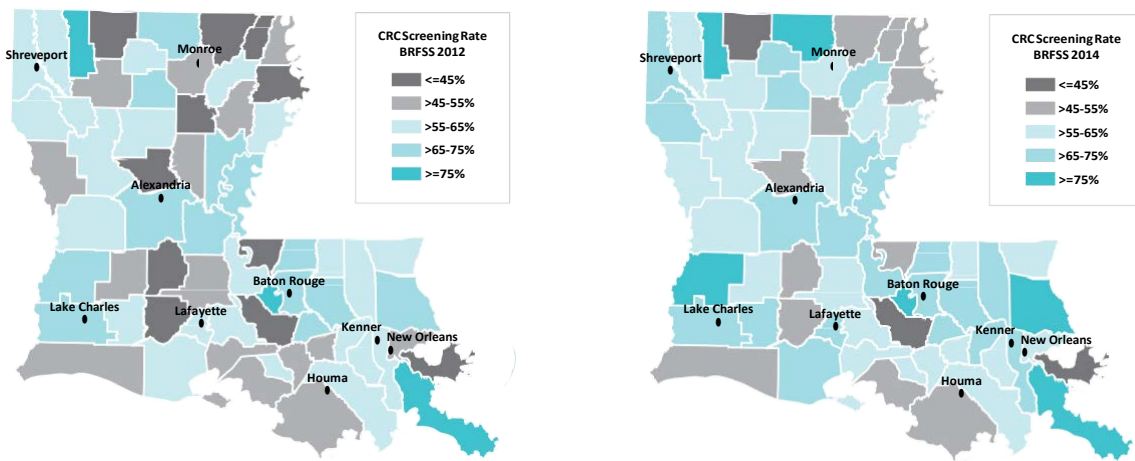 CRC Screening Rate
BRFSS 2012
<=45%
>45-55%
>55-65%
>65-75%
>=75%
Monroe
Shreveport
Alexandria
Baton Rouge
Lake Charles
Lafayette
Kenner
New Orleans
Houma
CRC Screening Rate
BRFSS 2014
<=45%
>45-55%
>55-65%
>65-75%
>=75%
Monroe
Shreveport
Alexandria
Baton Rouge
Lake Charles
Lafayette
Kenner
New Orleans
Houma